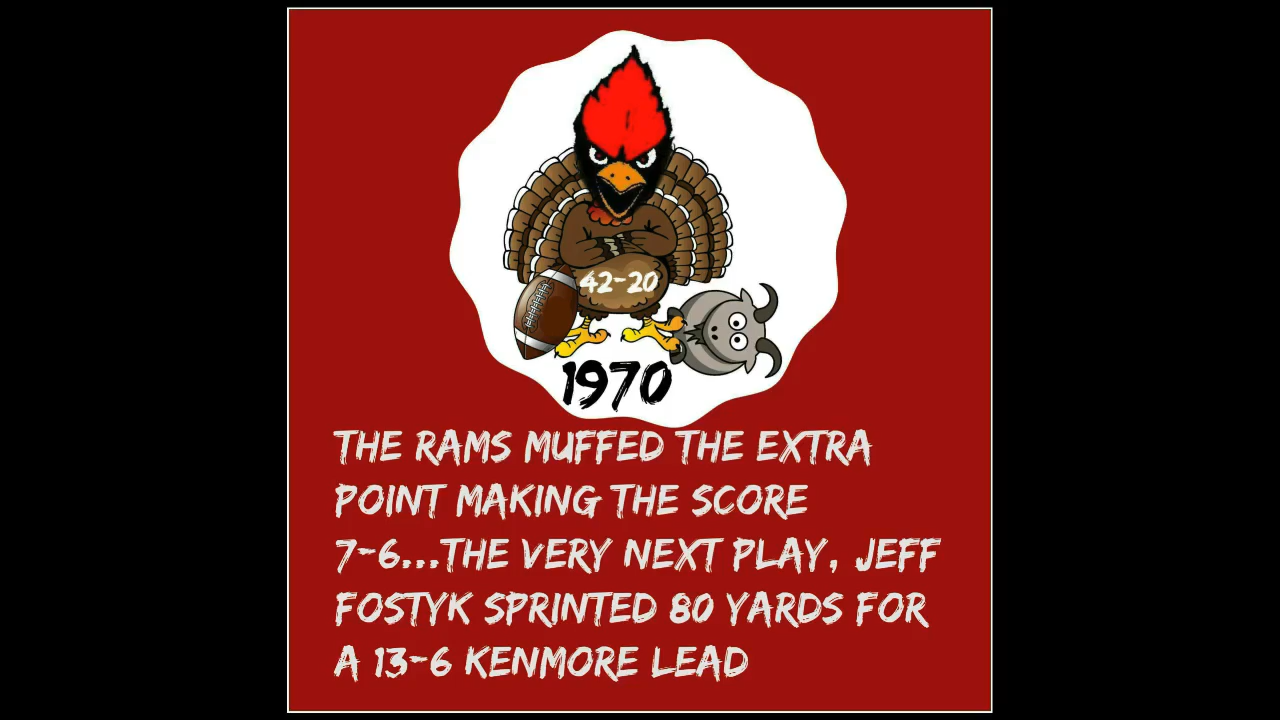 42-20
1970
THE RAMS MUFFED THE EXTRA
POINT MAKING THE SCORE
7-6...THE VERY NEXT PLAY, JEFF
FOSTYK SPRINTED 80 YARDS FOR
A 13-6 KENMORE LEAD